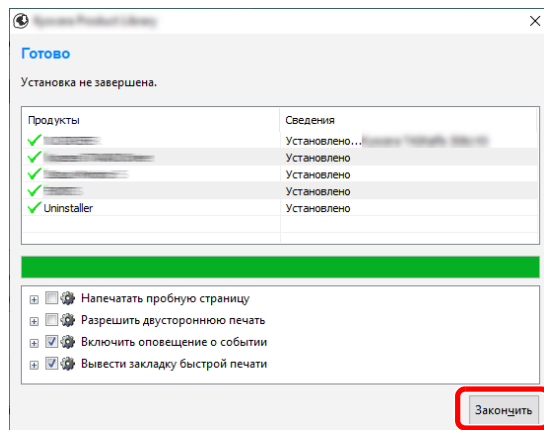 Готово
Установка не завершена.
Продукты Сведения
Установлено...
Установлено
Установлено
Установлено
Uninstaller Установлено
Напечатать пробную страницу
Разрешить двустороннюю печать
Включить оповещение о событии
Вывести закладку быстрой печати
Закончить